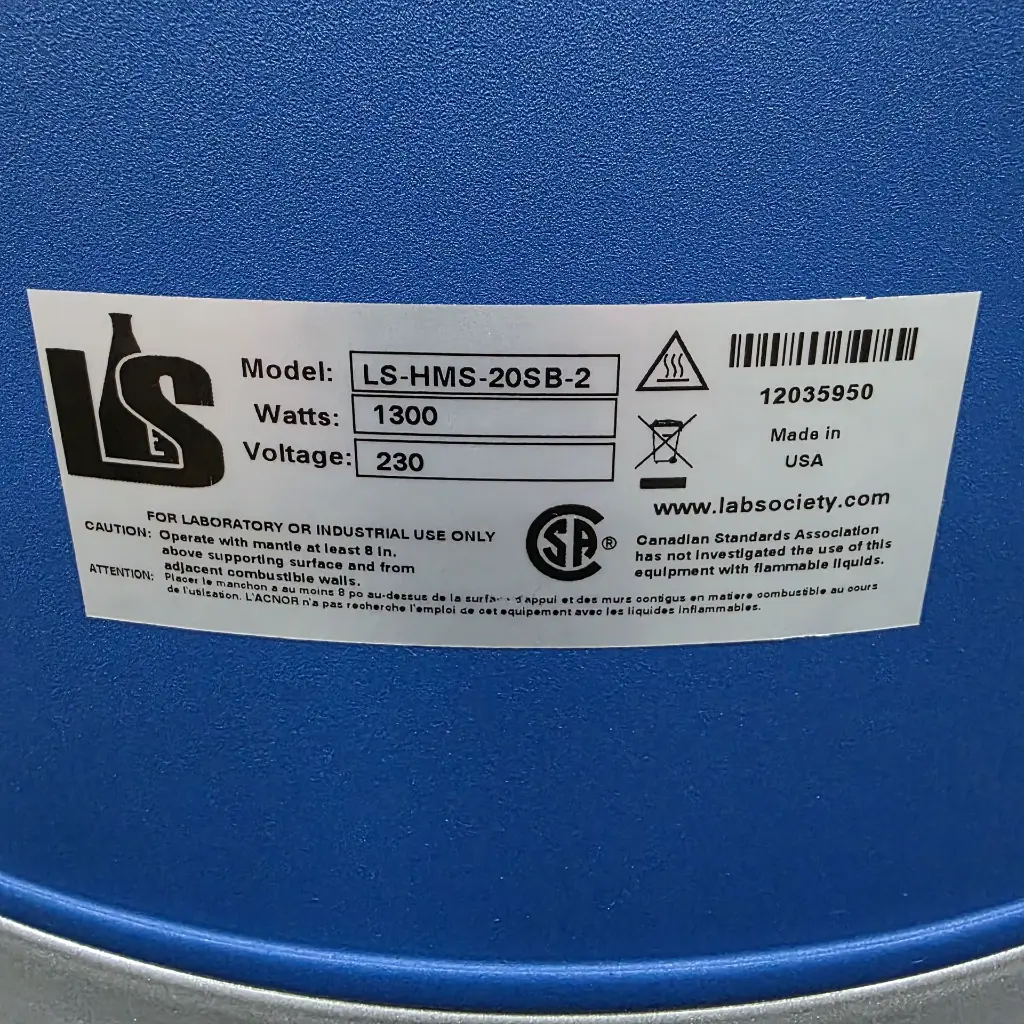 LS
Model: LS-HMS-20SB-2
Watts: 1300
Voltage: 230
12035950
Made in
USA
www.labsociety.com
FOR LABORATORY OR INDUSTRIAL USE ONLY
CAUTION: Operate with mantle at least 8 in.
above supporting surface and from
adjacent combustible walls.
SA ®
Canadian Standards Association
has not investigated the use of this
equipment with flammable liquids.
ATTENTION: Placer le manchon a au moins 8 po au-dessus de la d'appui et des murs contigus en matiere combustible au cours
de l'utilsation. L'ACNOR n'a pas recherche l'emploi de cet equipement avec les liquides inflammables.